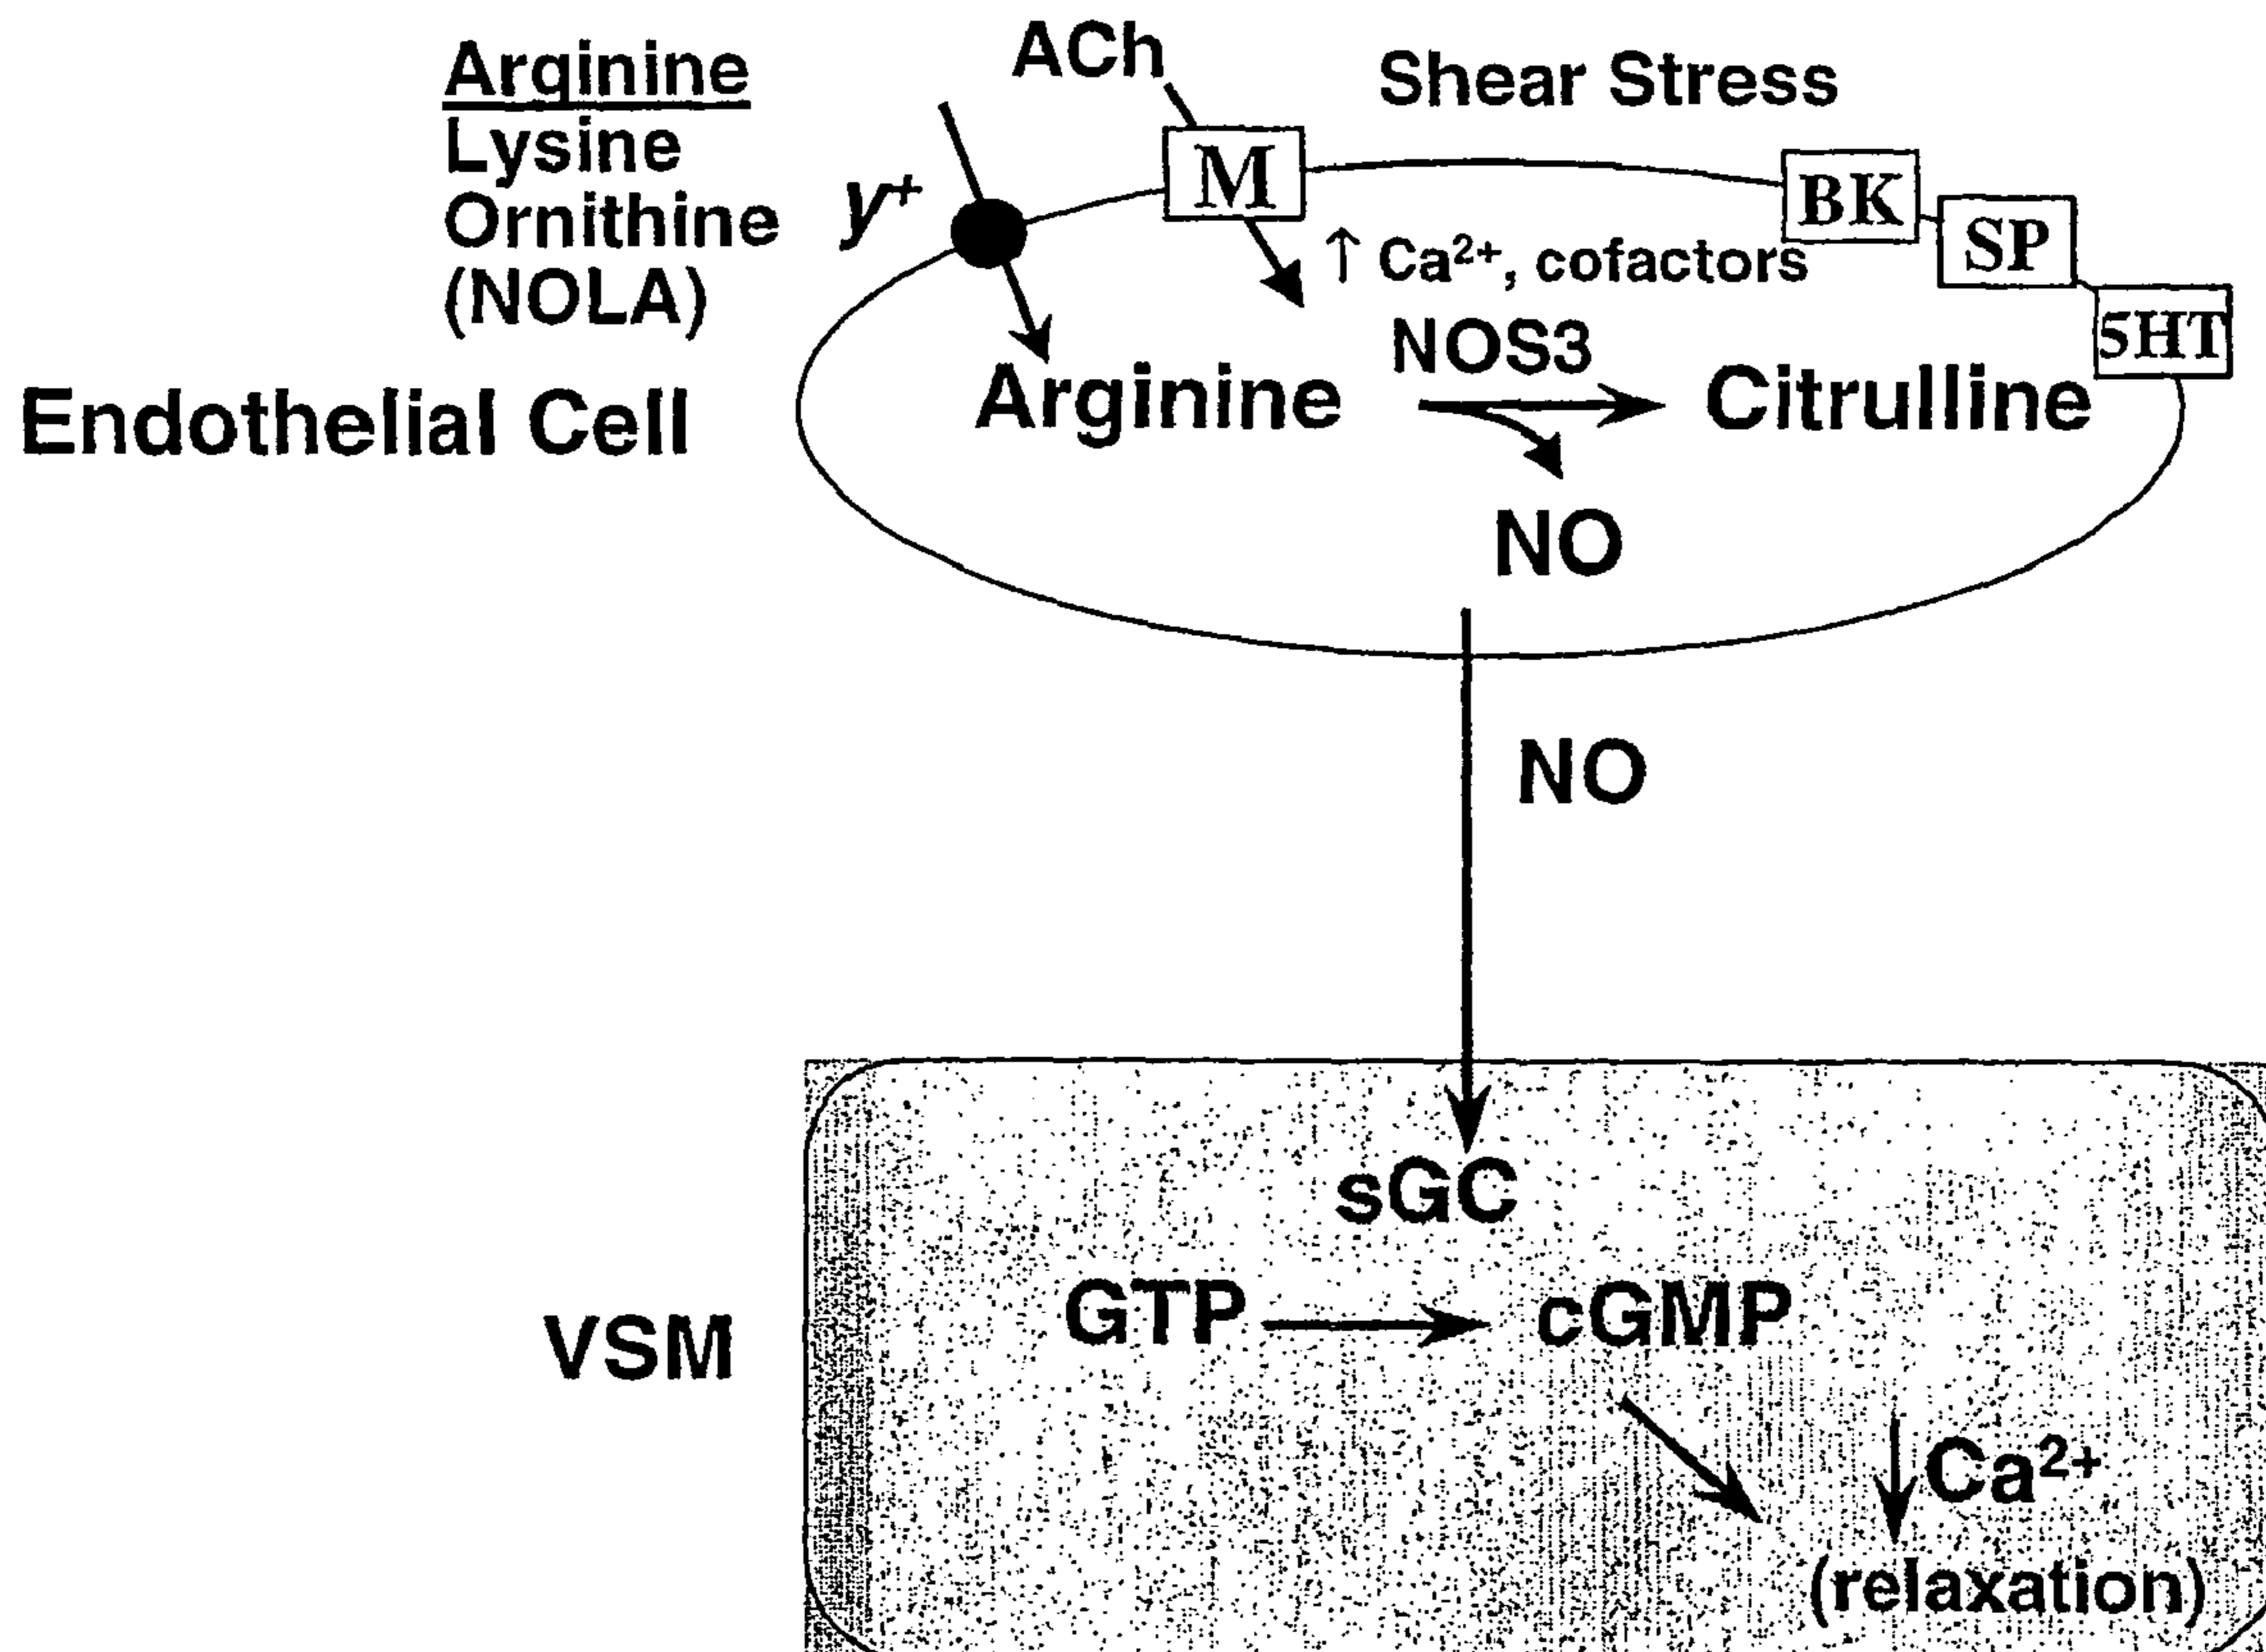 ACh
Shear Stress
Arginine
Lysine
Ornithine
(NOLA)
y⁺
M
BK
SP
5HT
↑ Ca²⁺, cofactors
NOS3
Endothelial Cell
Arginine
Citrulline
NO
NO
sGC
GTP
cGMP
VSM
Ca²⁺
(relaxation)